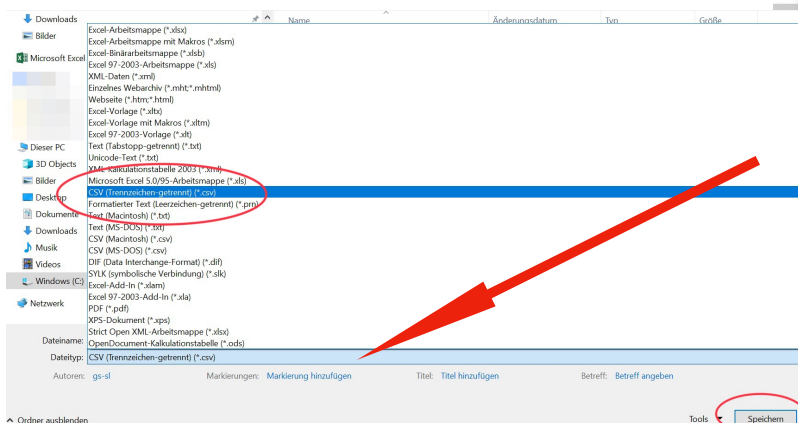 Downloads
Name Änderungsdatum Typ Größe
Bilder
Microsoft Excel
Dieser PC
3D Objects
Bilder
Desktop
Dokumente
Downloads
Musik
Videos
Windows (C:)
Netzwerk
Excel-Arbeitsmappe (*.xlsx)
Excel-Arbeitsmappe mit Makros (*.xlsm)
Excel-Binärarbeitsmappe (*.xlsb)
Excel 97-2003-Arbeitsmappe (*.xls)
XML-Daten (*.xml)
Einzelnes Webarchiv (*.mht;*.mhtml)
Webseite (*.htm;*.html)
Excel-Vorlage (*.xltx)
Excel-Vorlage mit Makros (*.xltm)
Excel 97-2003-Vorlage (*.xlt)
Text (Tabstopp-getrennt) (*.txt)
Unicode-Text (*.txt)
XML-Kalkulationstabelle 2003 (*.xml)
Microsoft Excel 5.0/95-Arbeitsmappe (*.xls)
CSV (Trennzeichen-getrennt) (*.csv)
Formatierter Text (Leerzeichen-getrennt) (*.prn)
Text (Macintosh) (*.txt)
Text (MS-DOS) (*.txt)
CSV (Macintosh) (*.csv)
CSV (MS-DOS) (*.csv)
DIF (Data Interchange-Format) (*.dif)
SYLK (symbolische Verbindung) (*.slk)
Excel-Add-In (*.xlam)
Excel 97-2003-Add-In (*.xla)
PDF (*.pdf)
XPS-Dokument (*.xps)
Strict Open XML-Arbeitsmappe (*.xlsx)
OpenDocument-Kalkulationstabelle (*.ods)
Dateiname:
Dateityp: CSV (Trennzeichen-getrennt) (*.csv)
Autoren: gs-sl Markierungen: Markierung hinzufügen Titel: Titel hinzufügen Betreff: Betreff angeben
Ordner ausblenden Tools Speichern